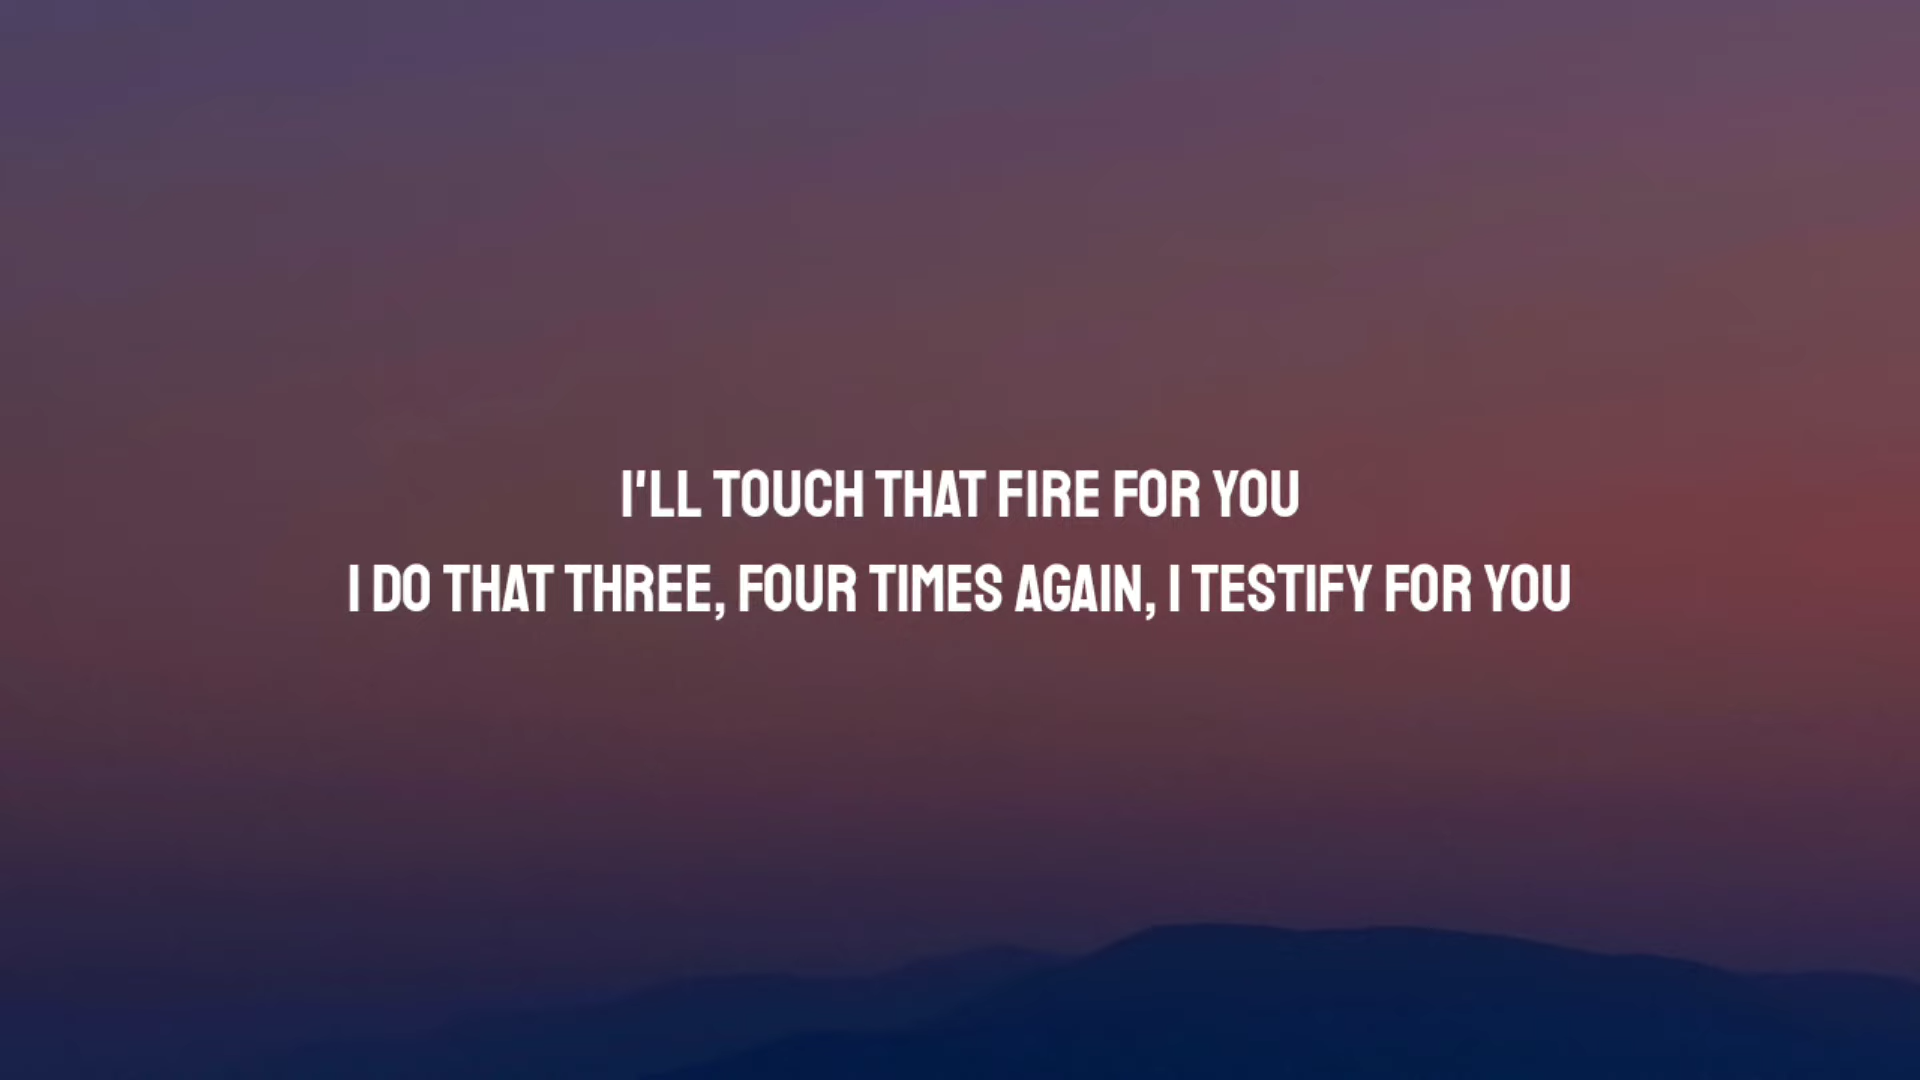 I'LL TOUCH THAT FIRE FOR YOU
I DO THAT THREE, FOUR TIMES AGAIN, I TESTIFY FOR YOU